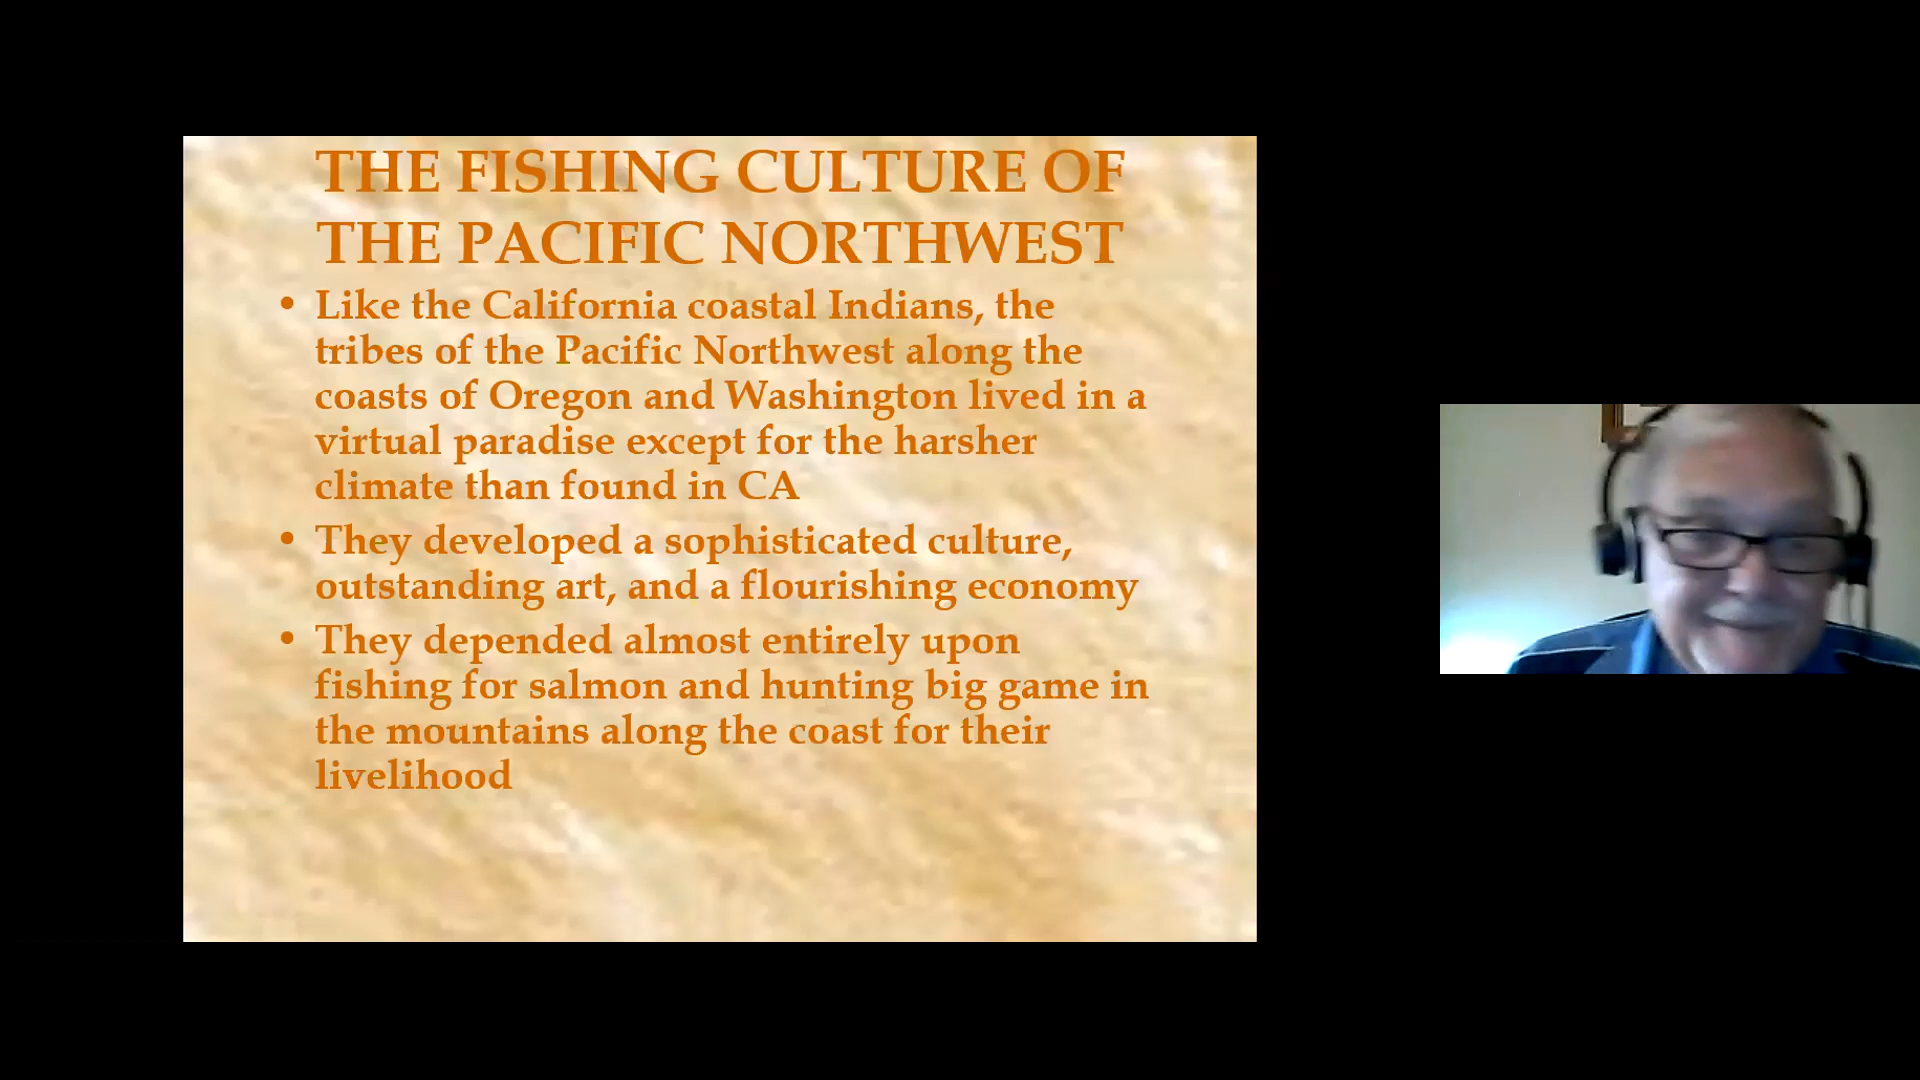 THE FISHING CULTURE OF
THE PACIFIC NORTHWEST
• Like the California coastal Indians, the
tribes of the Pacific Northwest along the
coasts of Oregon and Washington lived in a
virtual paradise except for the harsher
climate than found in CA
• They developed a sophisticated culture,
outstanding art, and a flourishing economy
• They depended almost entirely upon
fishing for salmon and hunting big game in
the mountains along the coast for their
livelihood